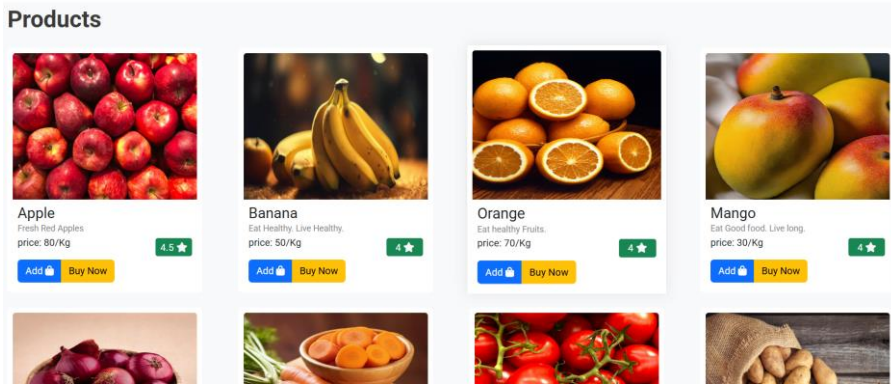 Products
Apple
Fresh Red Apples
price: 80/Kg
4.5
Add
Buy Now
Banana
Eat Healthy. Live Healthy.
price: 50/Kg
4
Add
Buy Now
Orange
Eat healthy Fruits.
price: 70/Kg
4
Add
Buy Now
Mango
Eat Good food. Live long.
price: 30/Kg
4
Add
Buy Now